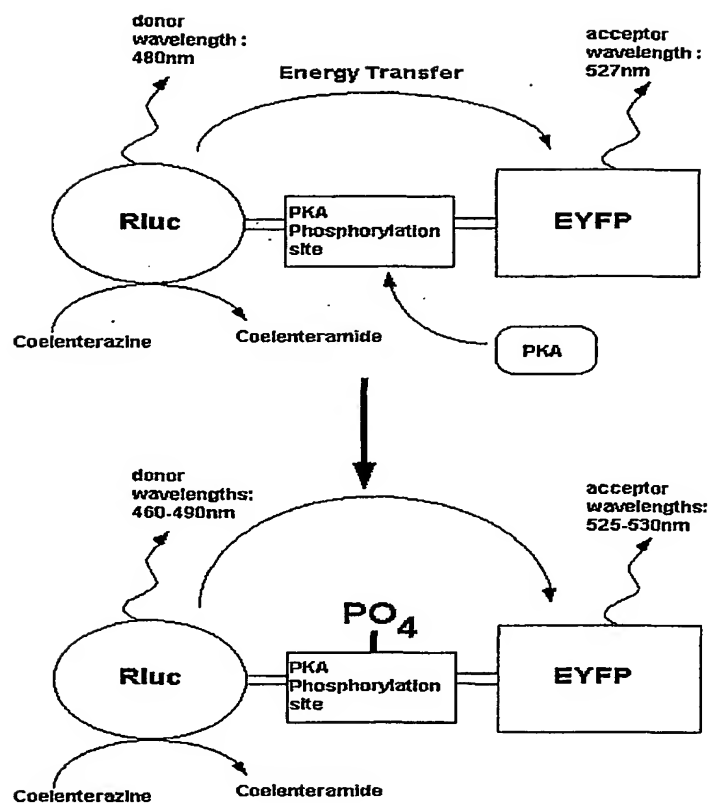 donor
wavelength :
480nm
acceptor
wavelength :
527nm
Energy Transfer
Rluc
PKA
Phosphorylation
site
EYFP
Coelenterazine
Coelenteramide
PKA
donor
wavelengths:
460-490nm
acceptor
wavelengths:
525-530nm
PO4
Rluc
PKA
Phosphorylation
site
EYFP
Coelenterazine
Coelenteramide